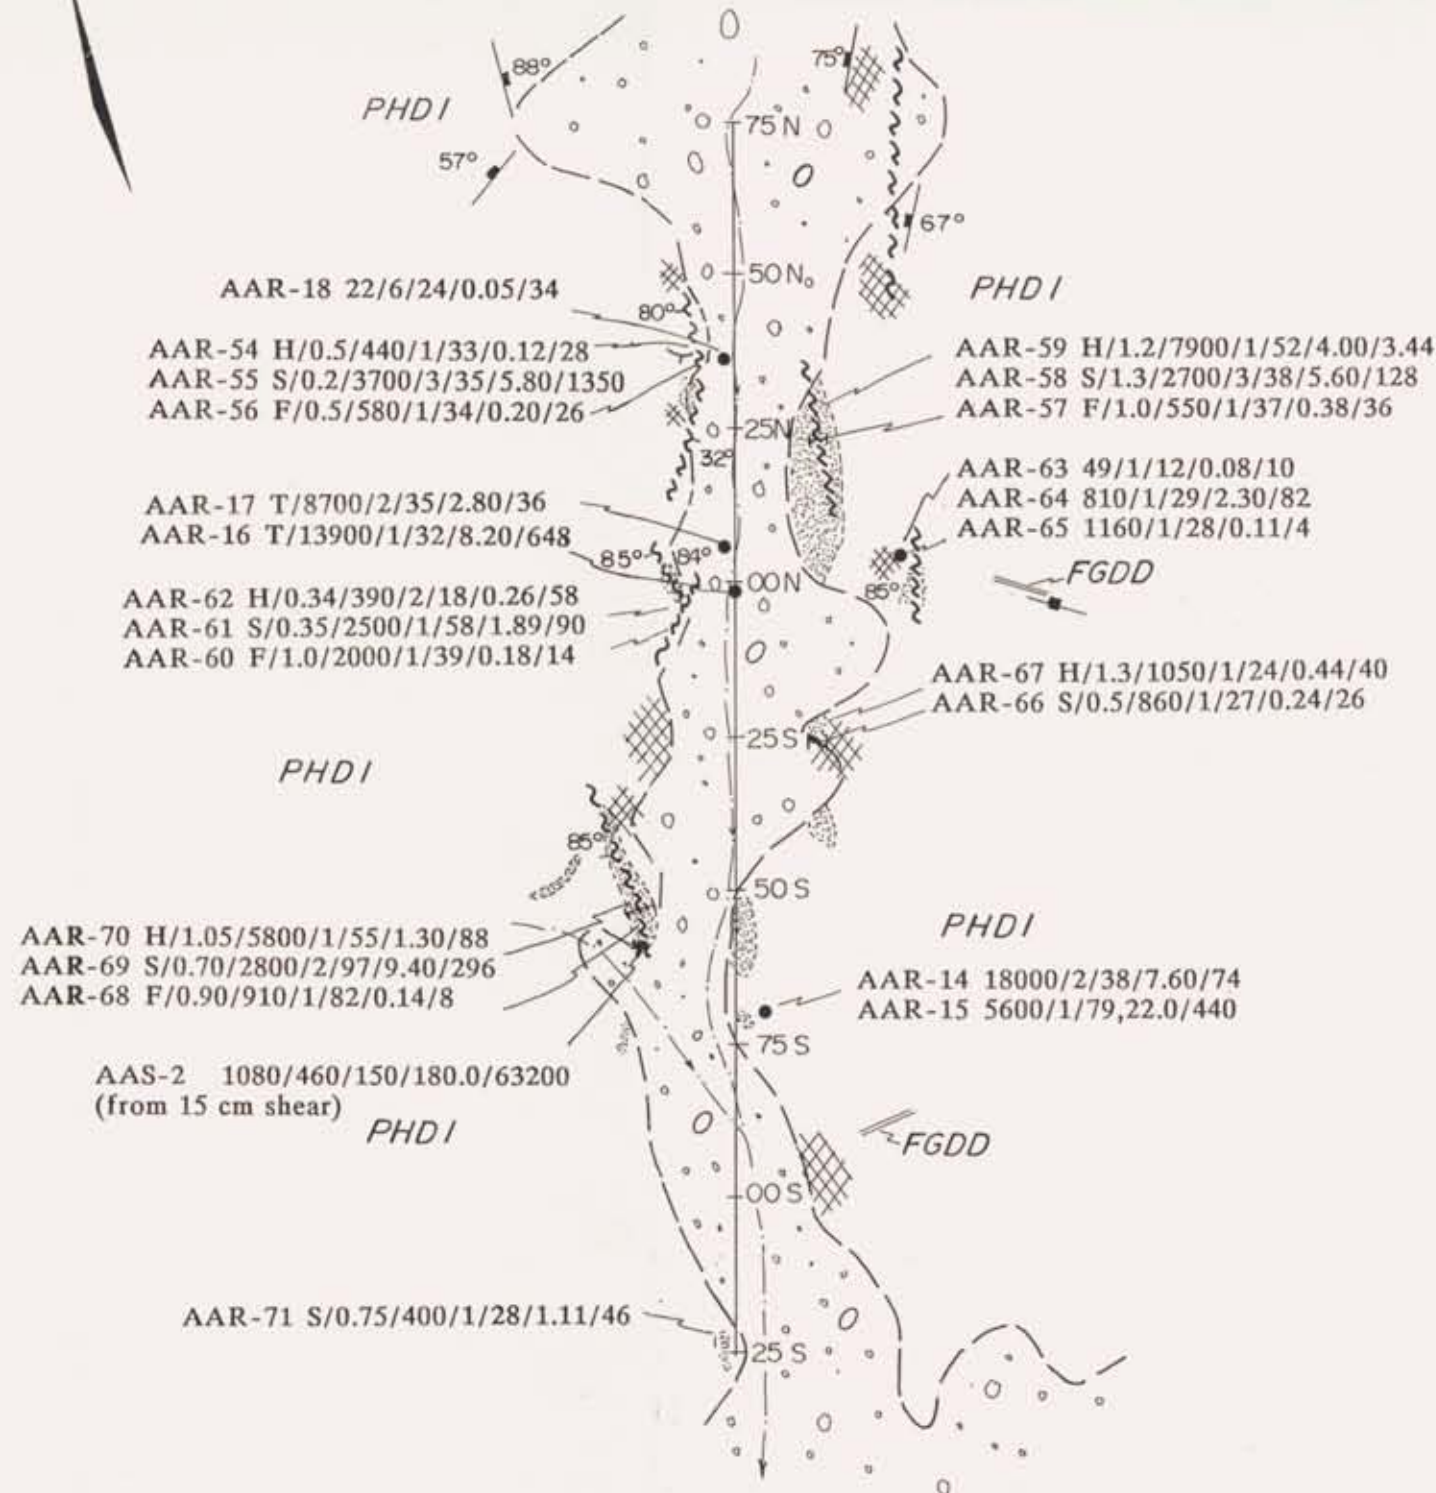 88°
75°
PHDI
75N
57°
67°
50N
AAR-18 22/6/24/0.05/34
PHDI
80°
AAR-54 H/0.5/440/1/33/0.12/28
AAR-55 S/0.2/3700/3/35/5.80/1350
AAR-56 F/0.5/580/1/34/0.20/26
AAR-59 H/1.2/7900/1/52/4.00/3.44
AAR-58 S/1.3/2700/3/38/5.60/128
AAR-57 F/1.0/550/1/37/0.38/36
25N
32°
AAR-63 49/1/12/0.08/10
AAR-64 810/1/29/2.30/82
AAR-65 1160/1/28/0.11/4
AAR-17 T/8700/2/35/2.80/36
AAR-16 T/13900/1/32/8.20/648
85°
84°
00N
85°
FGDD
AAR-62 H/0.34/390/2/18/0.26/58
AAR-61 S/0.35/2500/1/58/1.89/90
AAR-60 F/1.0/2000/1/39/0.18/14
AAR-67 H/1.3/1050/1/24/0.44/40
AAR-66 S/0.5/860/1/27/0.24/26
25S
PHDI
85°
50S
AAR-70 H/1.05/5800/1/55/1.30/88
AAR-69 S/0.70/2800/2/97/9.40/296
AAR-68 F/0.90/910/1/82/0.14/8
PHDI
AAR-14 18000/2/38/7.60/74
AAR-15 5600/1/79,22.0/440
75S
AAS-2 1080/460/150/180.0/63200
(from 15 cm shear)
PHDI
FGDD
00S
AAR-71 S/0.75/400/1/28/1.11/46
25S